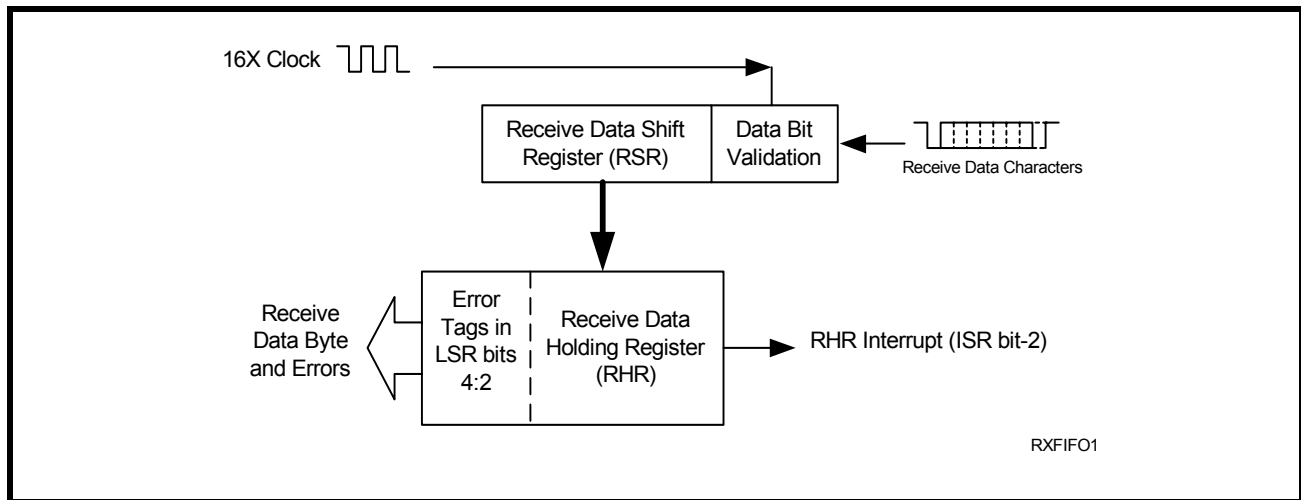 16X Clock
Receive Data Shift
Register (RSR)
Data Bit
Validation
Receive Data Characters
Receive
Data Byte
and Errors
Error
Tags in
LSR bits
4:2
Receive Data
Holding Register
(RHR)
RHR Interrupt (ISR bit-2)
RXFIFO1